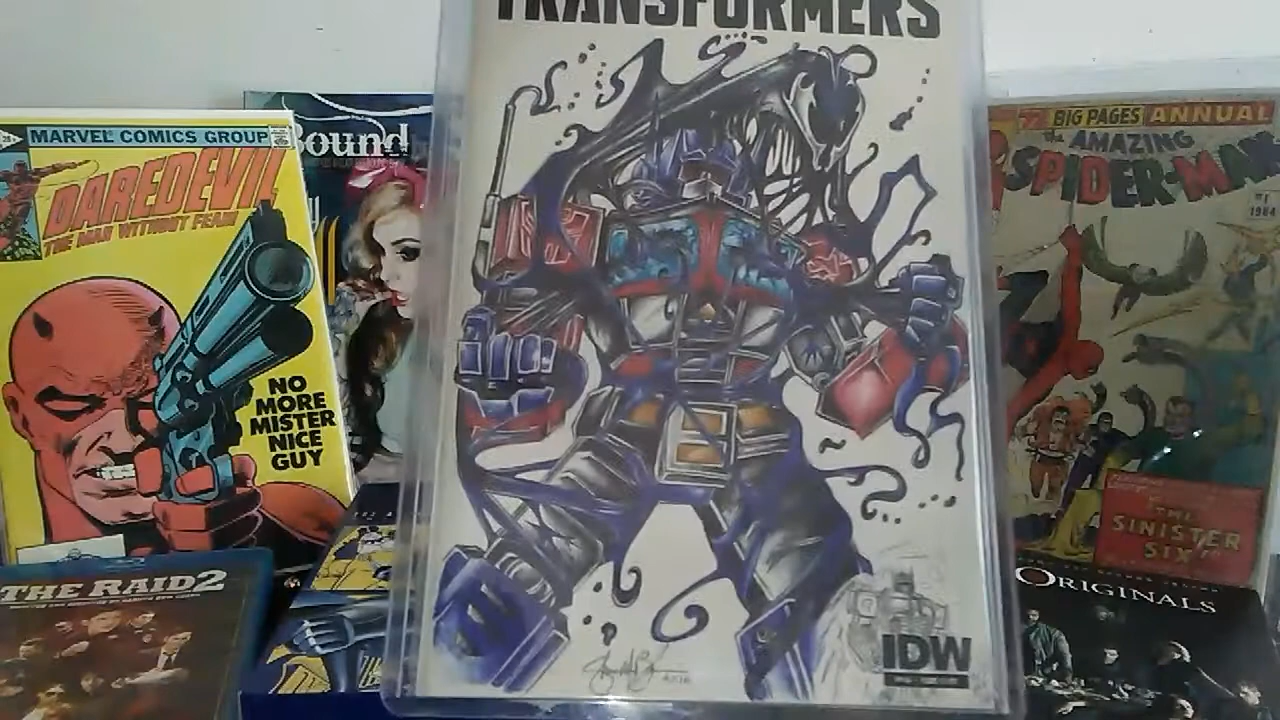 TRANSFORMERS
MARVEL COMICS GROUP
DAREDEVIL
THE MAN WITHOUT FEAR!
NO
MORE
MISTER
NICE
GUY
Bound
72 BIG PAGES ANNUAL
the AMAZING
SPIDER-MAN
#1
1964
"THE
SINISTER
SIX!"
THE RAID 2
ORIGINALS
IDW